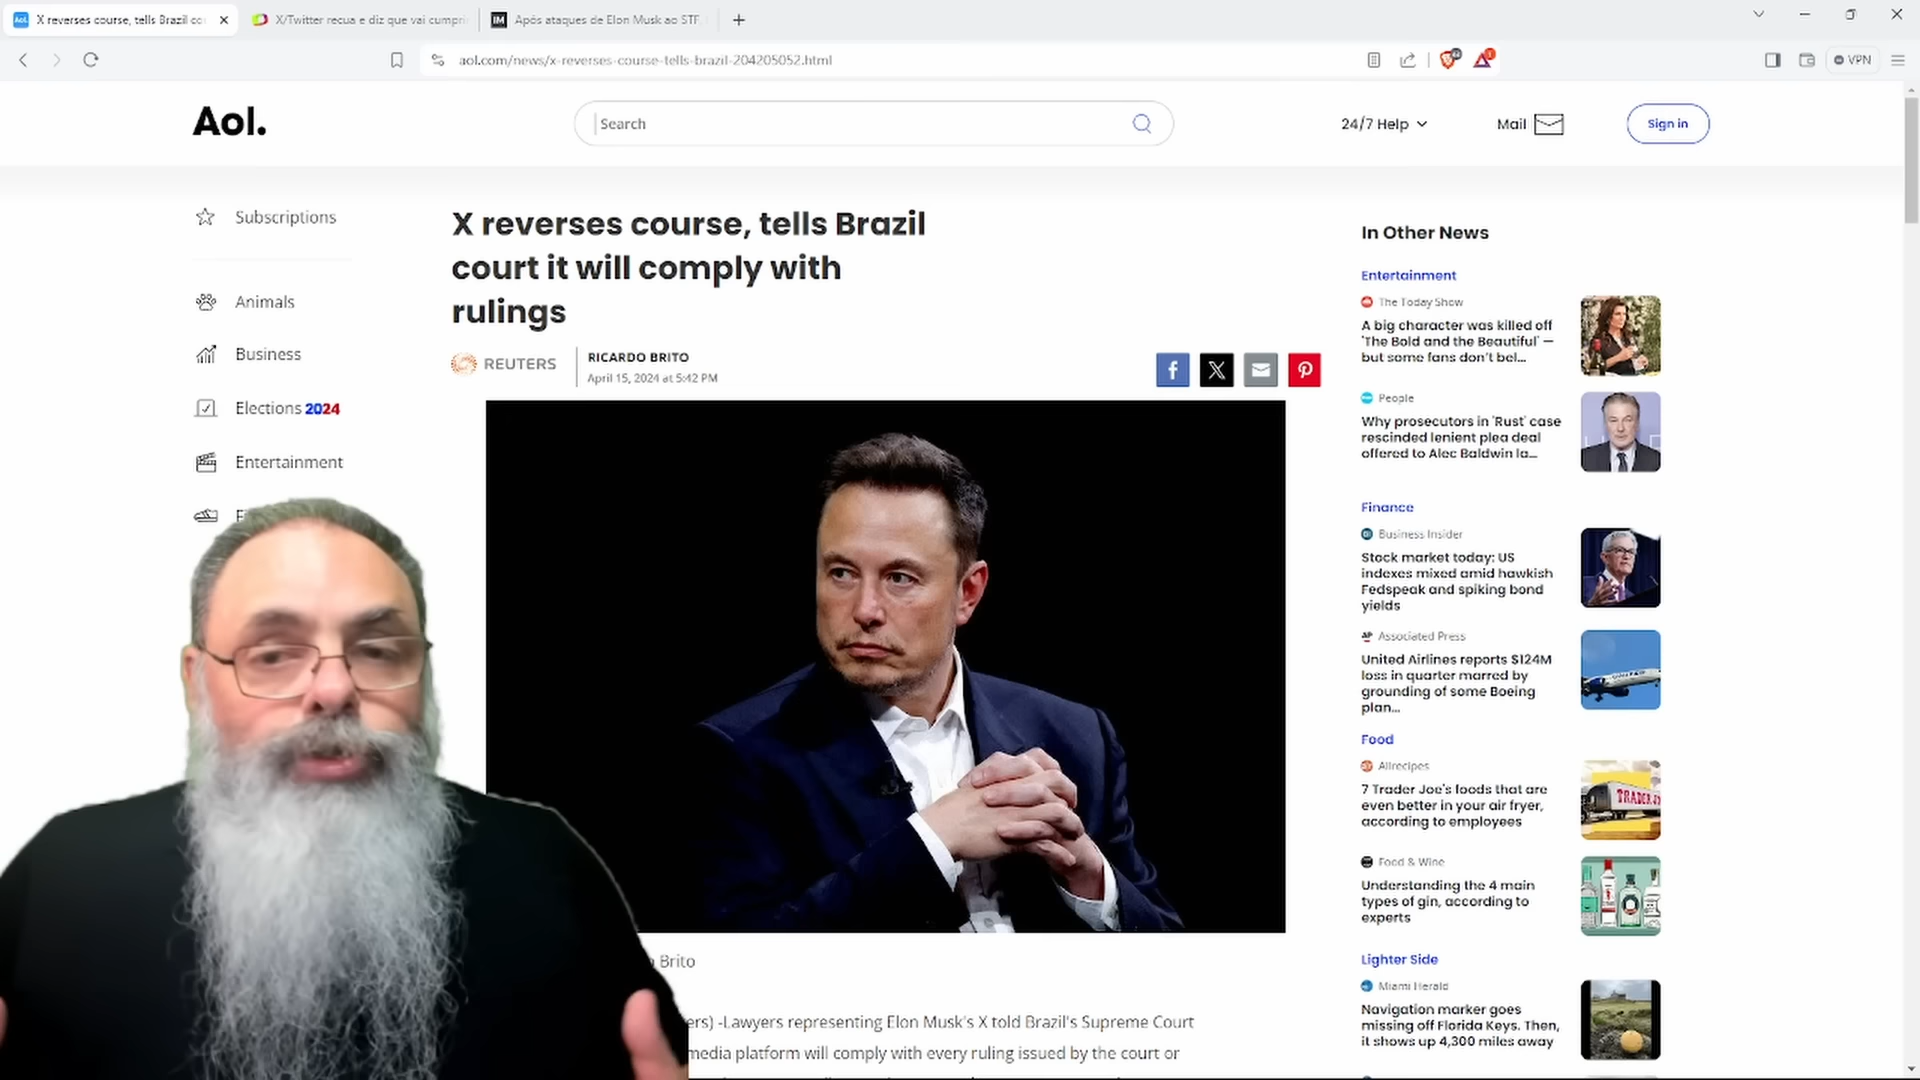 X reverses course, tells Brazil co
X/Twitter recua e diz que vai cumpri
IM
Após ataques de Elon Musk ao STF,
aol.com/news/x-reverses-course-tells-brazil-204205052.html
VPN
Aol.
Search
24/7 Help
Mail
Sign in
Subscriptions
Animals
Business
Elections 2024
Entertainment
X reverses course, tells Brazil
court it will comply with
rulings
REUTERS
RICARDO BRITO
April 15, 2024 at 5:42 PM
Brito
ers) -Lawyers representing Elon Musk's X told Brazil's Supreme Court
media platform will comply with every ruling issued by the court or
In Other News
Entertainment
The Today Show
A big character was killed off
'The Bold and the Beautiful' —
but some fans don't bel...
People
Why prosecutors in 'Rust' case
rescinded lenient plea deal
offered to Alec Baldwin la...
Finance
Business Insider
Stock market today: US
indexes mixed amid hawkish
Fedspeak and spiking bond
yields
AP Associated Press
United Airlines reports $124M
loss in quarter marred by
grounding of some Boeing
plan...
Food
Allrecipes
7 Trader Joe's foods that are
even better in your air fryer,
according to employees
Food & Wine
Understanding the 4 main
types of gin, according to
experts
Lighter Side
Miami Herald
Navigation marker goes
missing off Florida Keys. Then,
it shows up 4,300 miles away